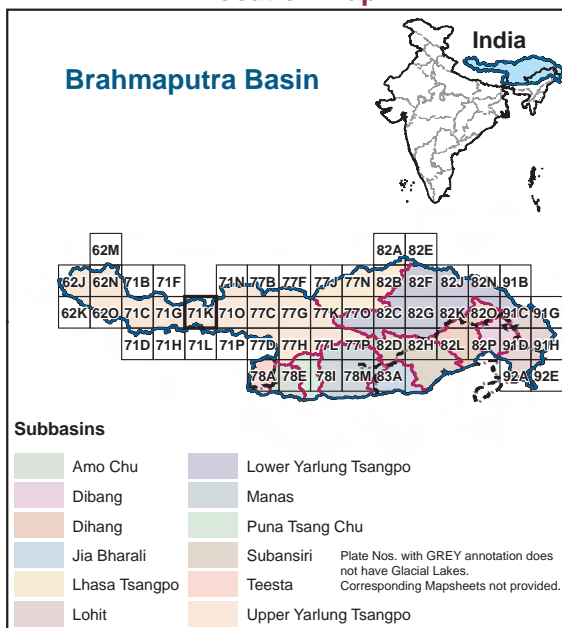 India
Brahmaputra Basin
62M 82A 82E
62J 62N 71B 71F 71N 77B 77F 77J 77N 82B 82F 82J 82N 91B
62K 62O 71C 71G 71K 71O 77C 77G 77K 77O 82C 82G 82K 82O 91C 91G
71D 71H 71L 71P 77D 77H 77L 77P 82D 82H 82L 82P 91D 91H
78A 78E 78I 78M 83A 92A 92E
Subbasins
Amo Chu Lower Yarlung Tsangpo
Dibang Manas
Dihang Puna Tsang Chu
Jia Bharali Subansiri Plate Nos. with GREY annotation does
not have Glacial Lakes.
Lhasa Tsangpo Teesta Corresponding Mapsheets not provided.
Lohit Upper Yarlung Tsangpo